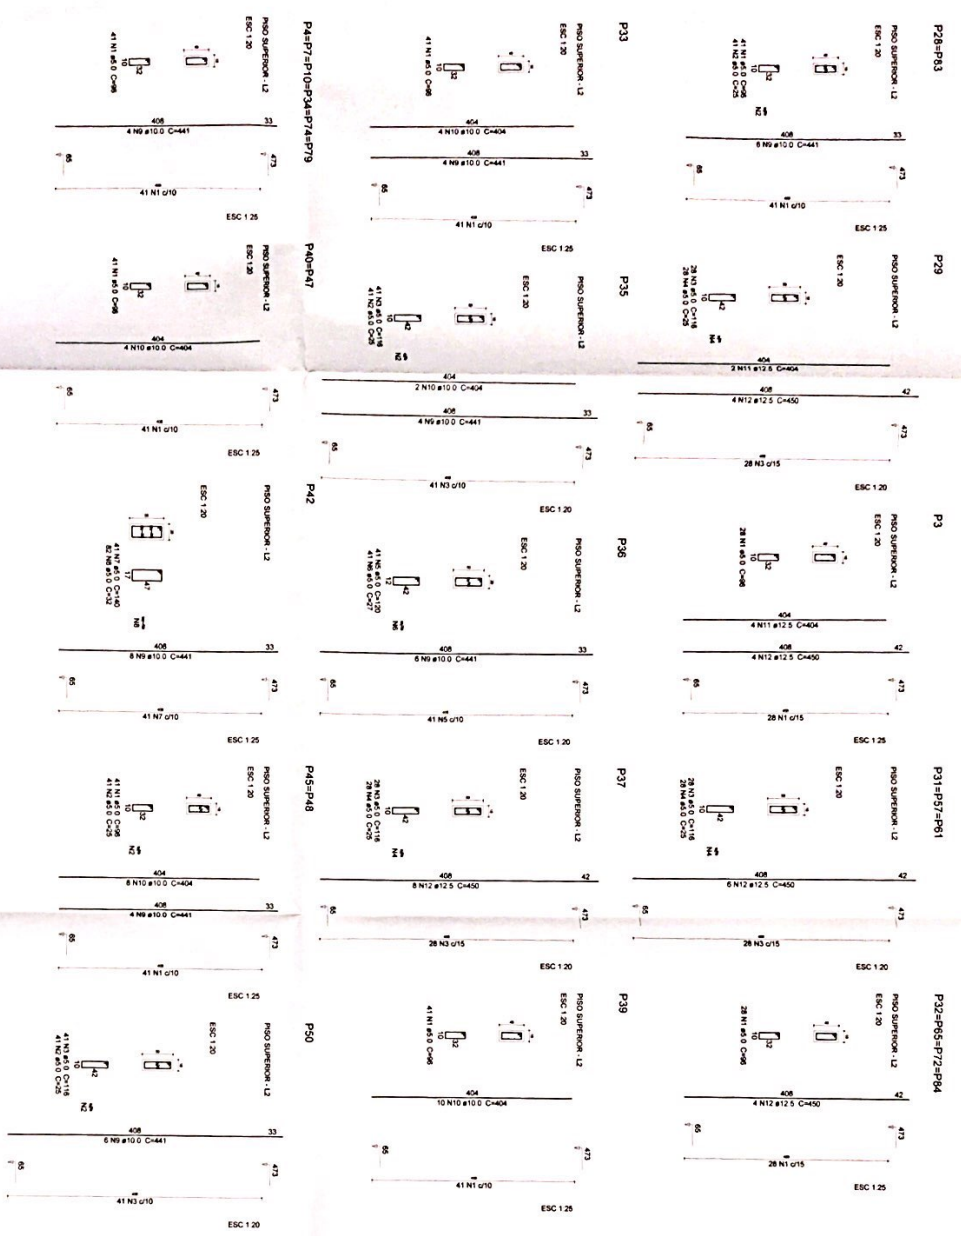 P28=P83
PISO SUPERIOR - L2
ESC 1:20
32
10
41 N1 ø5.0 C=96
41 N2 ø5.0 C=25
N2
408
33
6 N9 ø10.0 C=441
473
65
41 N1 c/10
ESC 1:25
P29
PISO SUPERIOR - L2
ESC 1:20
42
10
28 N3 ø5.0 C=116
28 N4 ø5.0 C=25
N4
404
2 N11 ø12.5 C=404
408
42
4 N12 ø12.5 C=450
473
65
28 N3 c/15
ESC 1:20
P3
PISO SUPERIOR - L2
ESC 1:20
32
10
28 N1 ø5.0 C=96
404
4 N11 ø12.5 C=404
408
42
4 N12 ø12.5 C=450
473
65
28 N1 c/15
ESC 1:25
P31=P57=P61
PISO SUPERIOR - L2
ESC 1:20
42
10
28 N3 ø5.0 C=116
28 N4 ø5.0 C=25
N4
408
42
6 N12 ø12.5 C=450
473
65
28 N3 c/15
ESC 1:20
P32=P65=P72=P84
PISO SUPERIOR - L2
ESC 1:20
32
10
28 N1 ø5.0 C=96
408
42
4 N12 ø12.5 C=450
473
65
28 N1 c/15
ESC 1:25
P33
PISO SUPERIOR - L2
ESC 1:20
32
10
41 N1 ø5.0 C=96
404
4 N10 ø10.0 C=404
408
33
4 N9 ø10.0 C=441
473
65
41 N1 c/10
ESC 1:25
P35
PISO SUPERIOR - L2
ESC 1:20
42
10
41 N3 ø5.0 C=116
41 N2 ø5.0 C=25
N2
404
2 N10 ø10.0 C=404
408
33
4 N9 ø10.0 C=441
473
65
41 N3 c/10
ESC 1:20
P36
PISO SUPERIOR - L2
ESC 1:20
42
12
41 N5 ø5.0 C=120
41 N6 ø5.0 C=27
N6
408
33
6 N9 ø10.0 C=441
473
65
41 N5 c/10
ESC 1:20
P37
PISO SUPERIOR - L2
ESC 1:20
42
10
28 N3 ø5.0 C=116
28 N4 ø5.0 C=25
N4
408
42
8 N12 ø12.5 C=450
473
65
28 N3 c/15
ESC 1:20
P39
PISO SUPERIOR - L2
ESC 1:20
32
10
41 N1 ø5.0 C=96
404
10 N10 ø10.0 C=404
473
65
41 N1 c/10
ESC 1:25
P4=P7=P10=P34=P74=P79
PISO SUPERIOR - L2
ESC 1:20
32
10
41 N1 ø5.0 C=96
408
33
4 N9 ø10.0 C=441
473
65
41 N1 c/10
ESC 1:25
P40=P47
PISO SUPERIOR - L2
ESC 1:20
32
10
41 N1 ø5.0 C=96
404
4 N10 ø10.0 C=404
473
65
41 N1 c/10
ESC 1:25
P42
PISO SUPERIOR - L2
ESC 1:20
47
17
41 N7 ø5.0 C=140
82 N8 ø5.0 C=32
N8
408
33
8 N9 ø10.0 C=441
473
65
41 N7 c/10
ESC 1:25
P45=P48
PISO SUPERIOR - L2
ESC 1:20
32
10
41 N1 ø5.0 C=96
41 N2 ø5.0 C=25
N2
404
6 N10 ø10.0 C=404
408
33
4 N9 ø10.0 C=441
473
65
41 N1 c/10
ESC 1:25
P50
PISO SUPERIOR - L2
ESC 1:20
42
10
41 N3 ø5.0 C=116
41 N2 ø5.0 C=25
N2
408
33
6 N9 ø10.0 C=441
473
65
41 N3 c/10
ESC 1:20